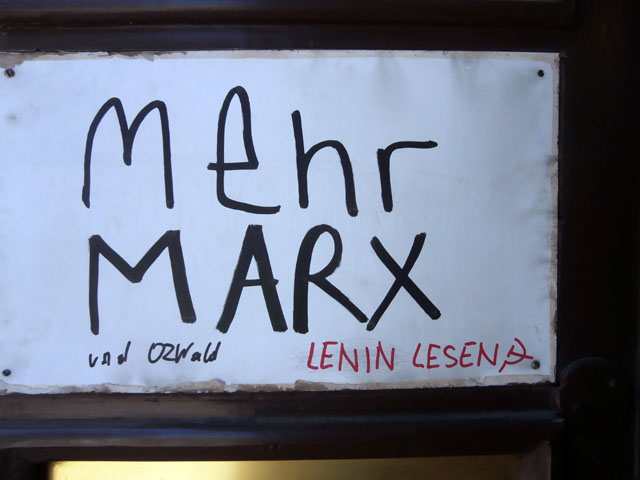 Mehr
MARX
und OZWald LENIN LESEN ☭